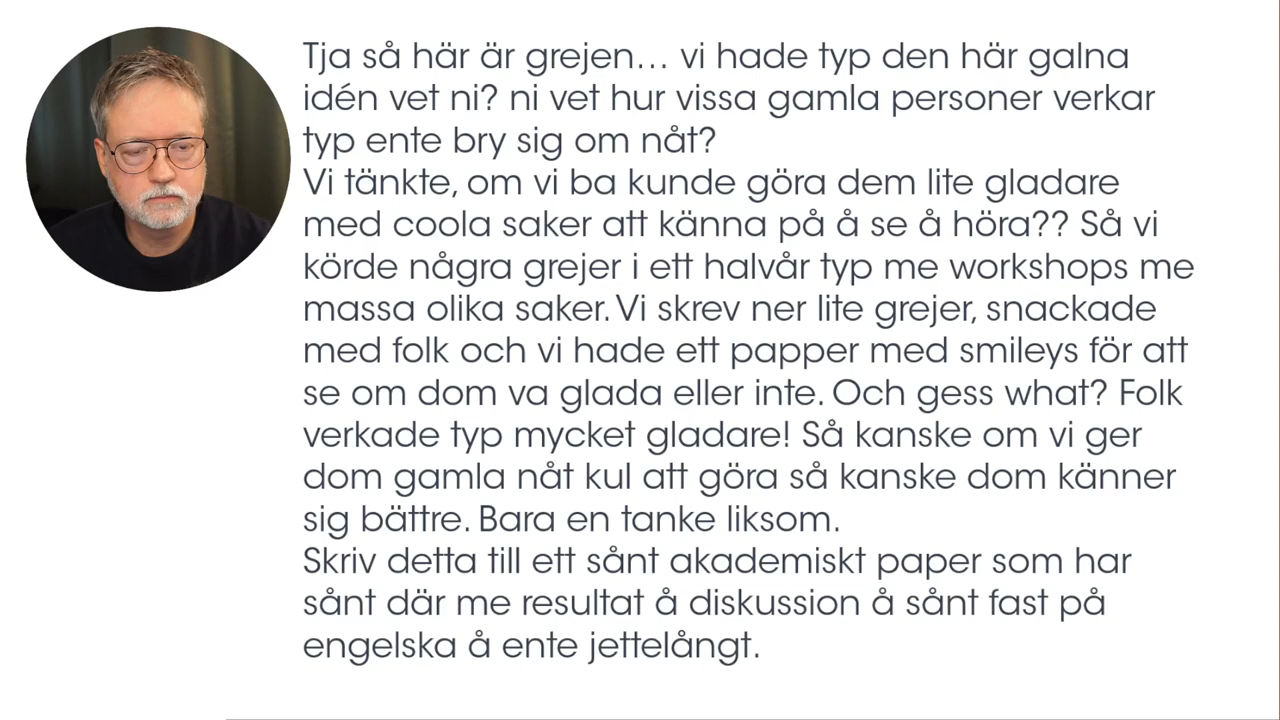 Tja så här är grejen... vi hade typ den här galna
idén vet ni? ni vet hur vissa gamla personer verkar
typ ente bry sig om nåt?
Vi tänkte, om vi ba kunde göra dem lite gladare
med coola saker att känna på å se å höra?? Så vi
körde några grejer i ett halvår typ me workshops me
massa olika saker. Vi skrev ner lite grejer, snackade
med folk och vi hade ett papper med smileys för att
se om dom va glada eller inte. Och gess what? Folk
verkade typ mycket gladare! Så kanske om vi ger
dom gamla nåt kul att göra så kanske dom känner
sig bättre. Bara en tanke liksom.
Skriv detta till ett sånt akademiskt paper som har
sånt där me resultat å diskussion å sånt fast på
engelska å ente jettelångt.